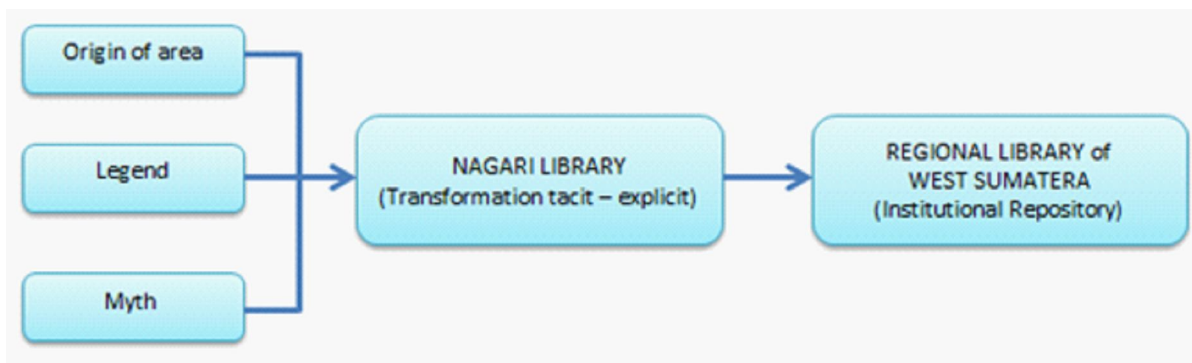 Origin of area
Legend
Myth
NAGARI LIBRARY
(Transformation tacit – explicit)
REGIONAL LIBRARY of
WEST SUMATERA
(Institutional Repository)